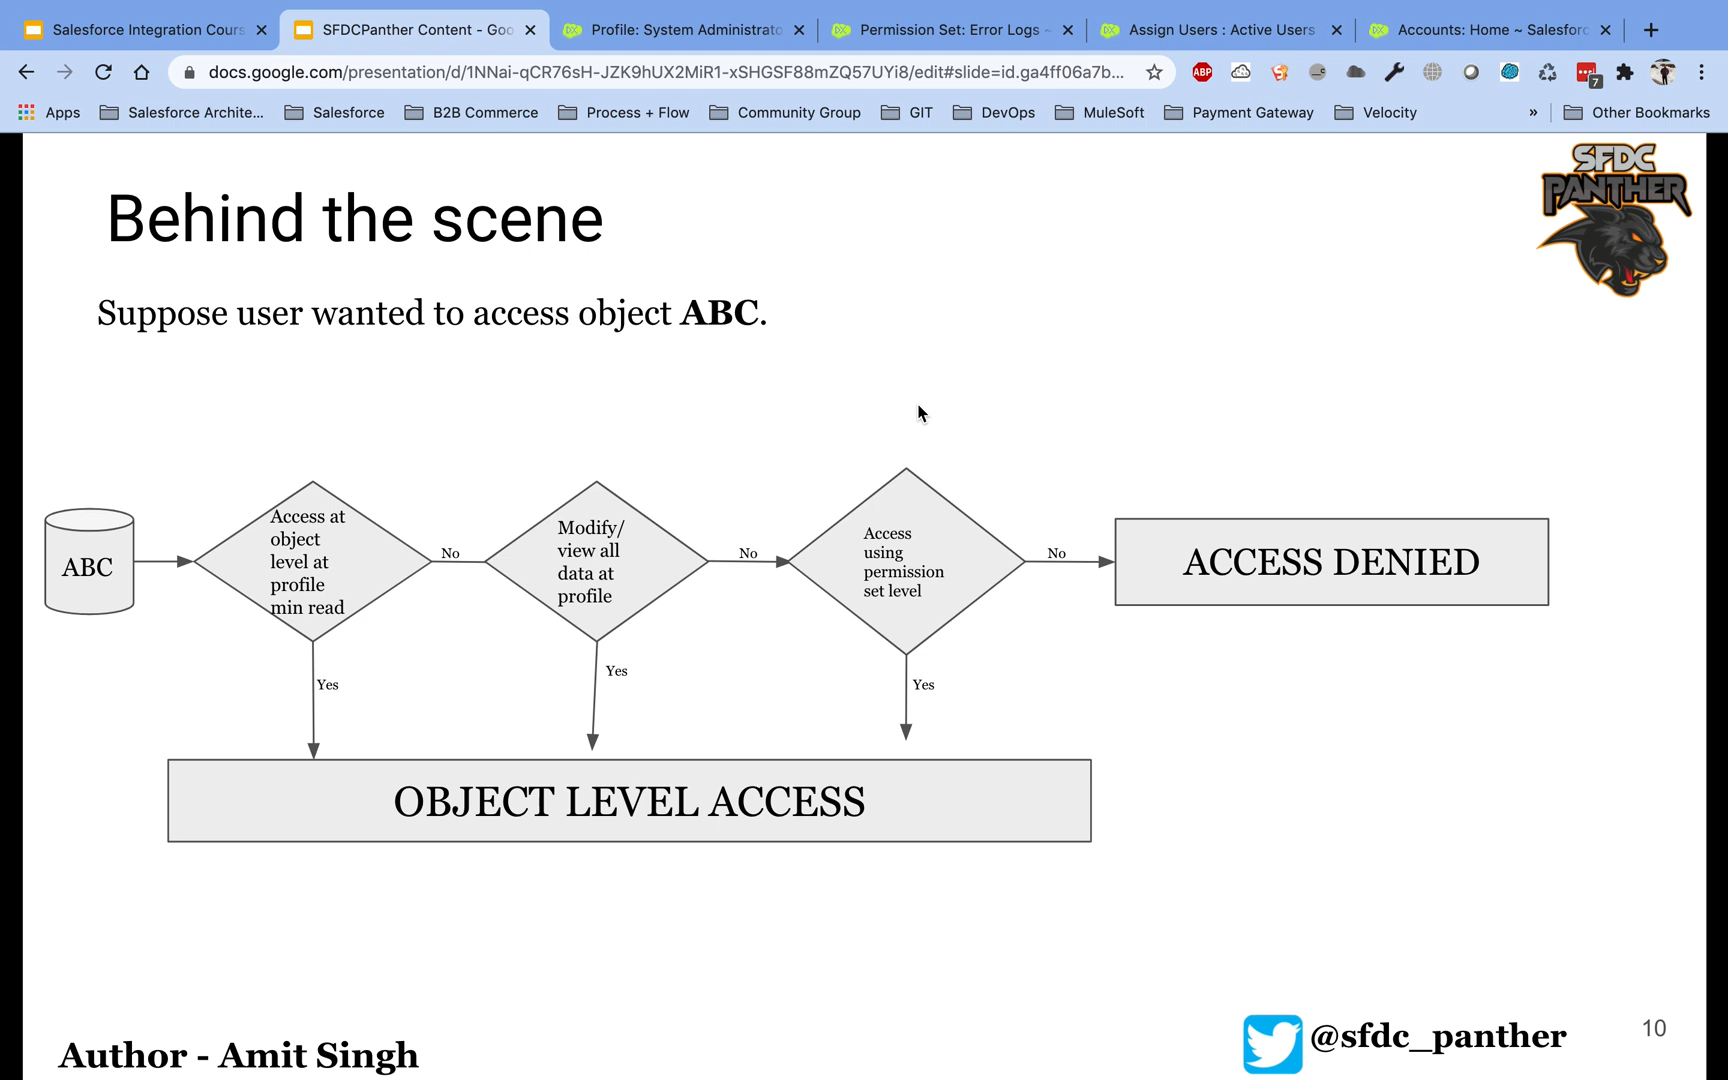 Salesforce Integration Cours
SFDCPanther Content - Goo
Profile: System Administrato
Permission Set: Error Logs ~
Assign Users : Active Users
Accounts: Home ~ Salesforc
docs.google.com/presentation/d/1NNai-qCR76sH-JZK9hUX2MiR1-xSHGSF88mZQ57UYi8/edit#slide=id.ga4ff06a7b...
ABP
7
Apps
Salesforce Archite...
Salesforce
B2B Commerce
Process + Flow
Community Group
GIT
DevOps
MuleSoft
Payment Gateway
Velocity
»
Other Bookmarks
SFDC
PANTHER
Behind the scene
Suppose user wanted to access object ABC.
ABC
Access at
object
level at
profile
min read
No
Modify/
view all
data at
profile
No
Access
using
permission
set level
No
ACCESS DENIED
Yes
Yes
Yes
OBJECT LEVEL ACCESS
Author - Amit Singh
@sfdc_panther
10